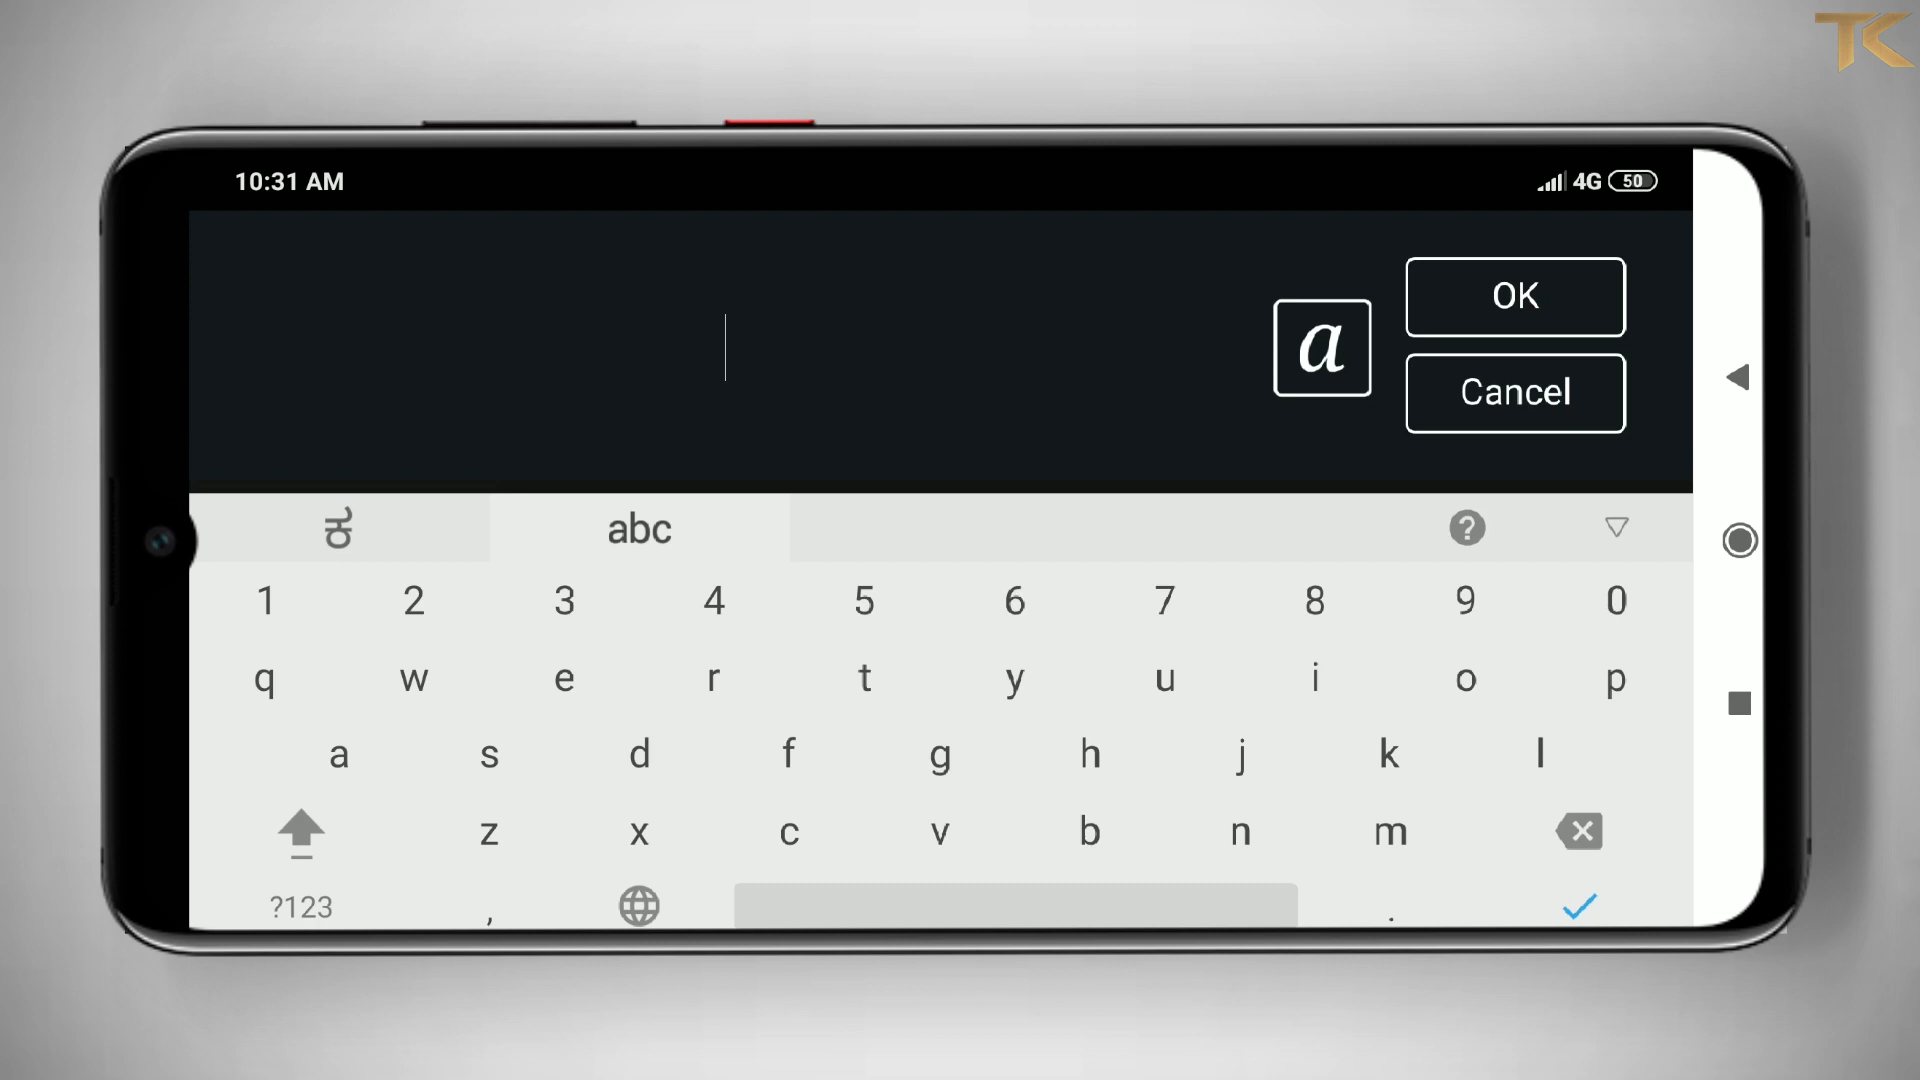 TK
10:31 AM
4G 50
a
OK
Cancel
abc
?
1 2 3 4 5 6 7 8 9 0
q w e r t y u i o p
a s d f g h j k l
z x c v b n m
?123 , .